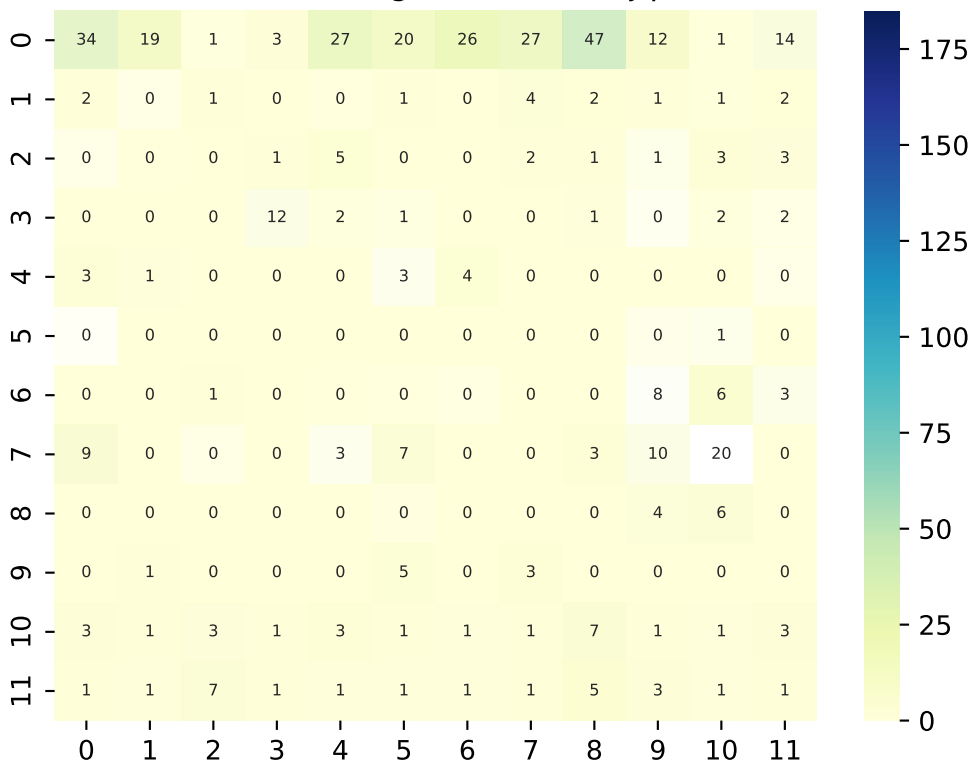 0 34 19 1 3 27 20 26 27 47 12 1 14
1 2 0 1 0 0 1 0 4 2 1 1 2
2 0 0 0 1 5 0 0 2 1 1 3 3
3 0 0 0 12 2 1 0 0 1 0 2 2
4 3 1 0 0 0 3 4 0 0 0 0 0
5 0 0 0 0 0 0 0 0 0 0 1 0
6 0 0 1 0 0 0 0 0 0 8 6 3
7 9 0 0 0 3 7 0 0 3 10 20 0
8 0 0 0 0 0 0 0 0 0 4 6 0
9 0 1 0 0 0 5 0 3 0 0 0 0
10 3 1 3 1 3 1 1 1 7 1 1 3
11 1 1 7 1 1 1 1 1 5 3 1 1
0 1 2 3 4 5 6 7 8 9 10 11
175
150
125
100
75
50
25
0